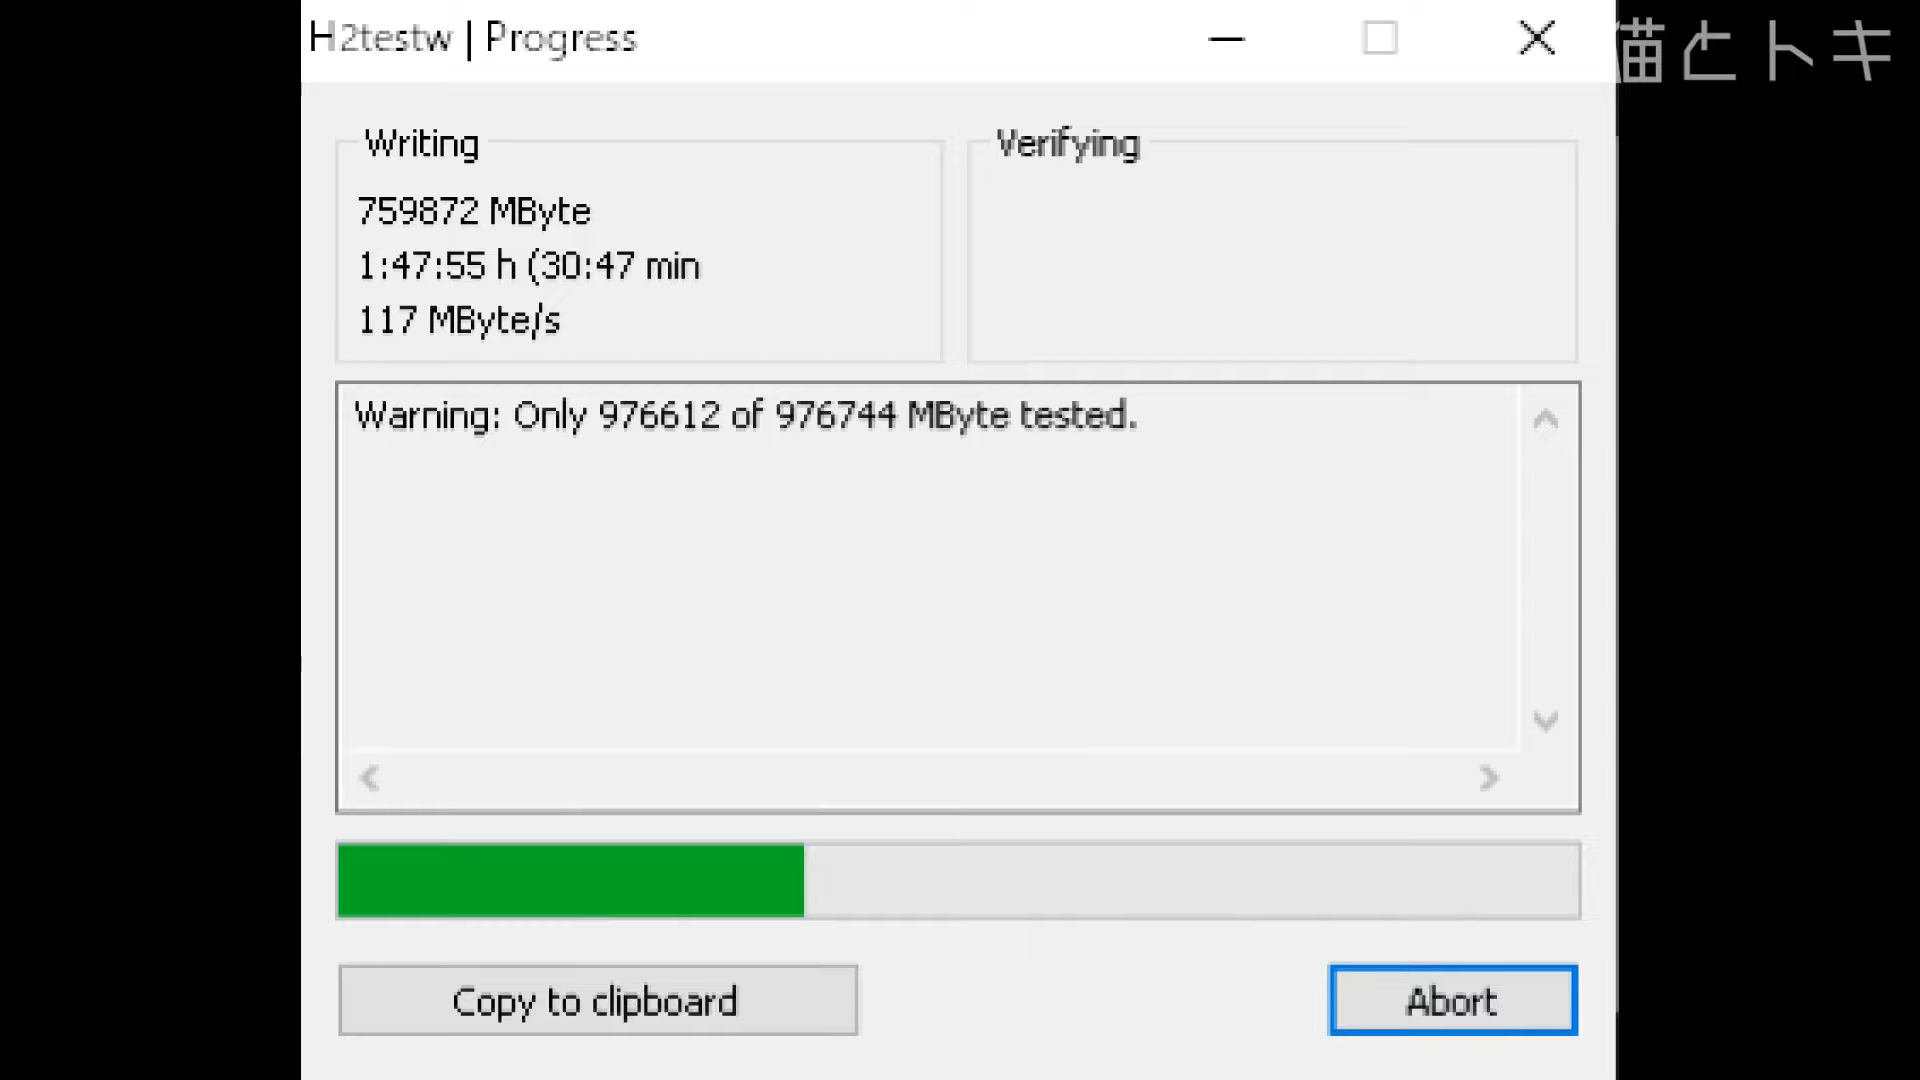 H2testw | Progress
猫とトキ
Writing
Verifying
759872 MByte
1:47:55 h (30:47 min
117 MByte/s
Warning: Only 976612 of 976744 MByte tested.
Copy to clipboard
Abort